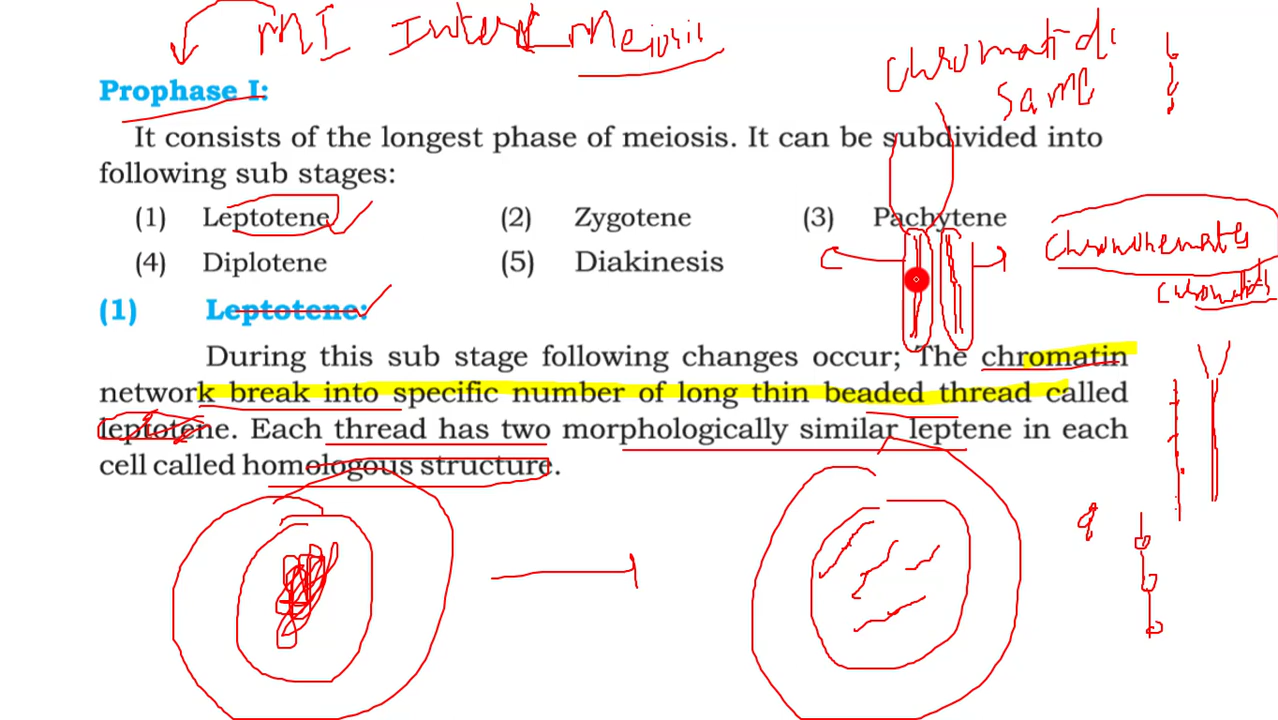 MI Inter Meiosis
chromatids
same
Prophase I:
It consists of the longest phase of meiosis. It can be subdivided into
following sub stages:
(1) Leptotene (2) Zygotene (3) Pachytene
(4) Diplotene (5) Diakinesis
chromatids
(1) Leptotene:
During this sub stage following changes occur; The chromatin
network break into specific number of long thin beaded thread called
leptotene. Each thread has two morphologically similar leptene in each
cell called homologous structure.